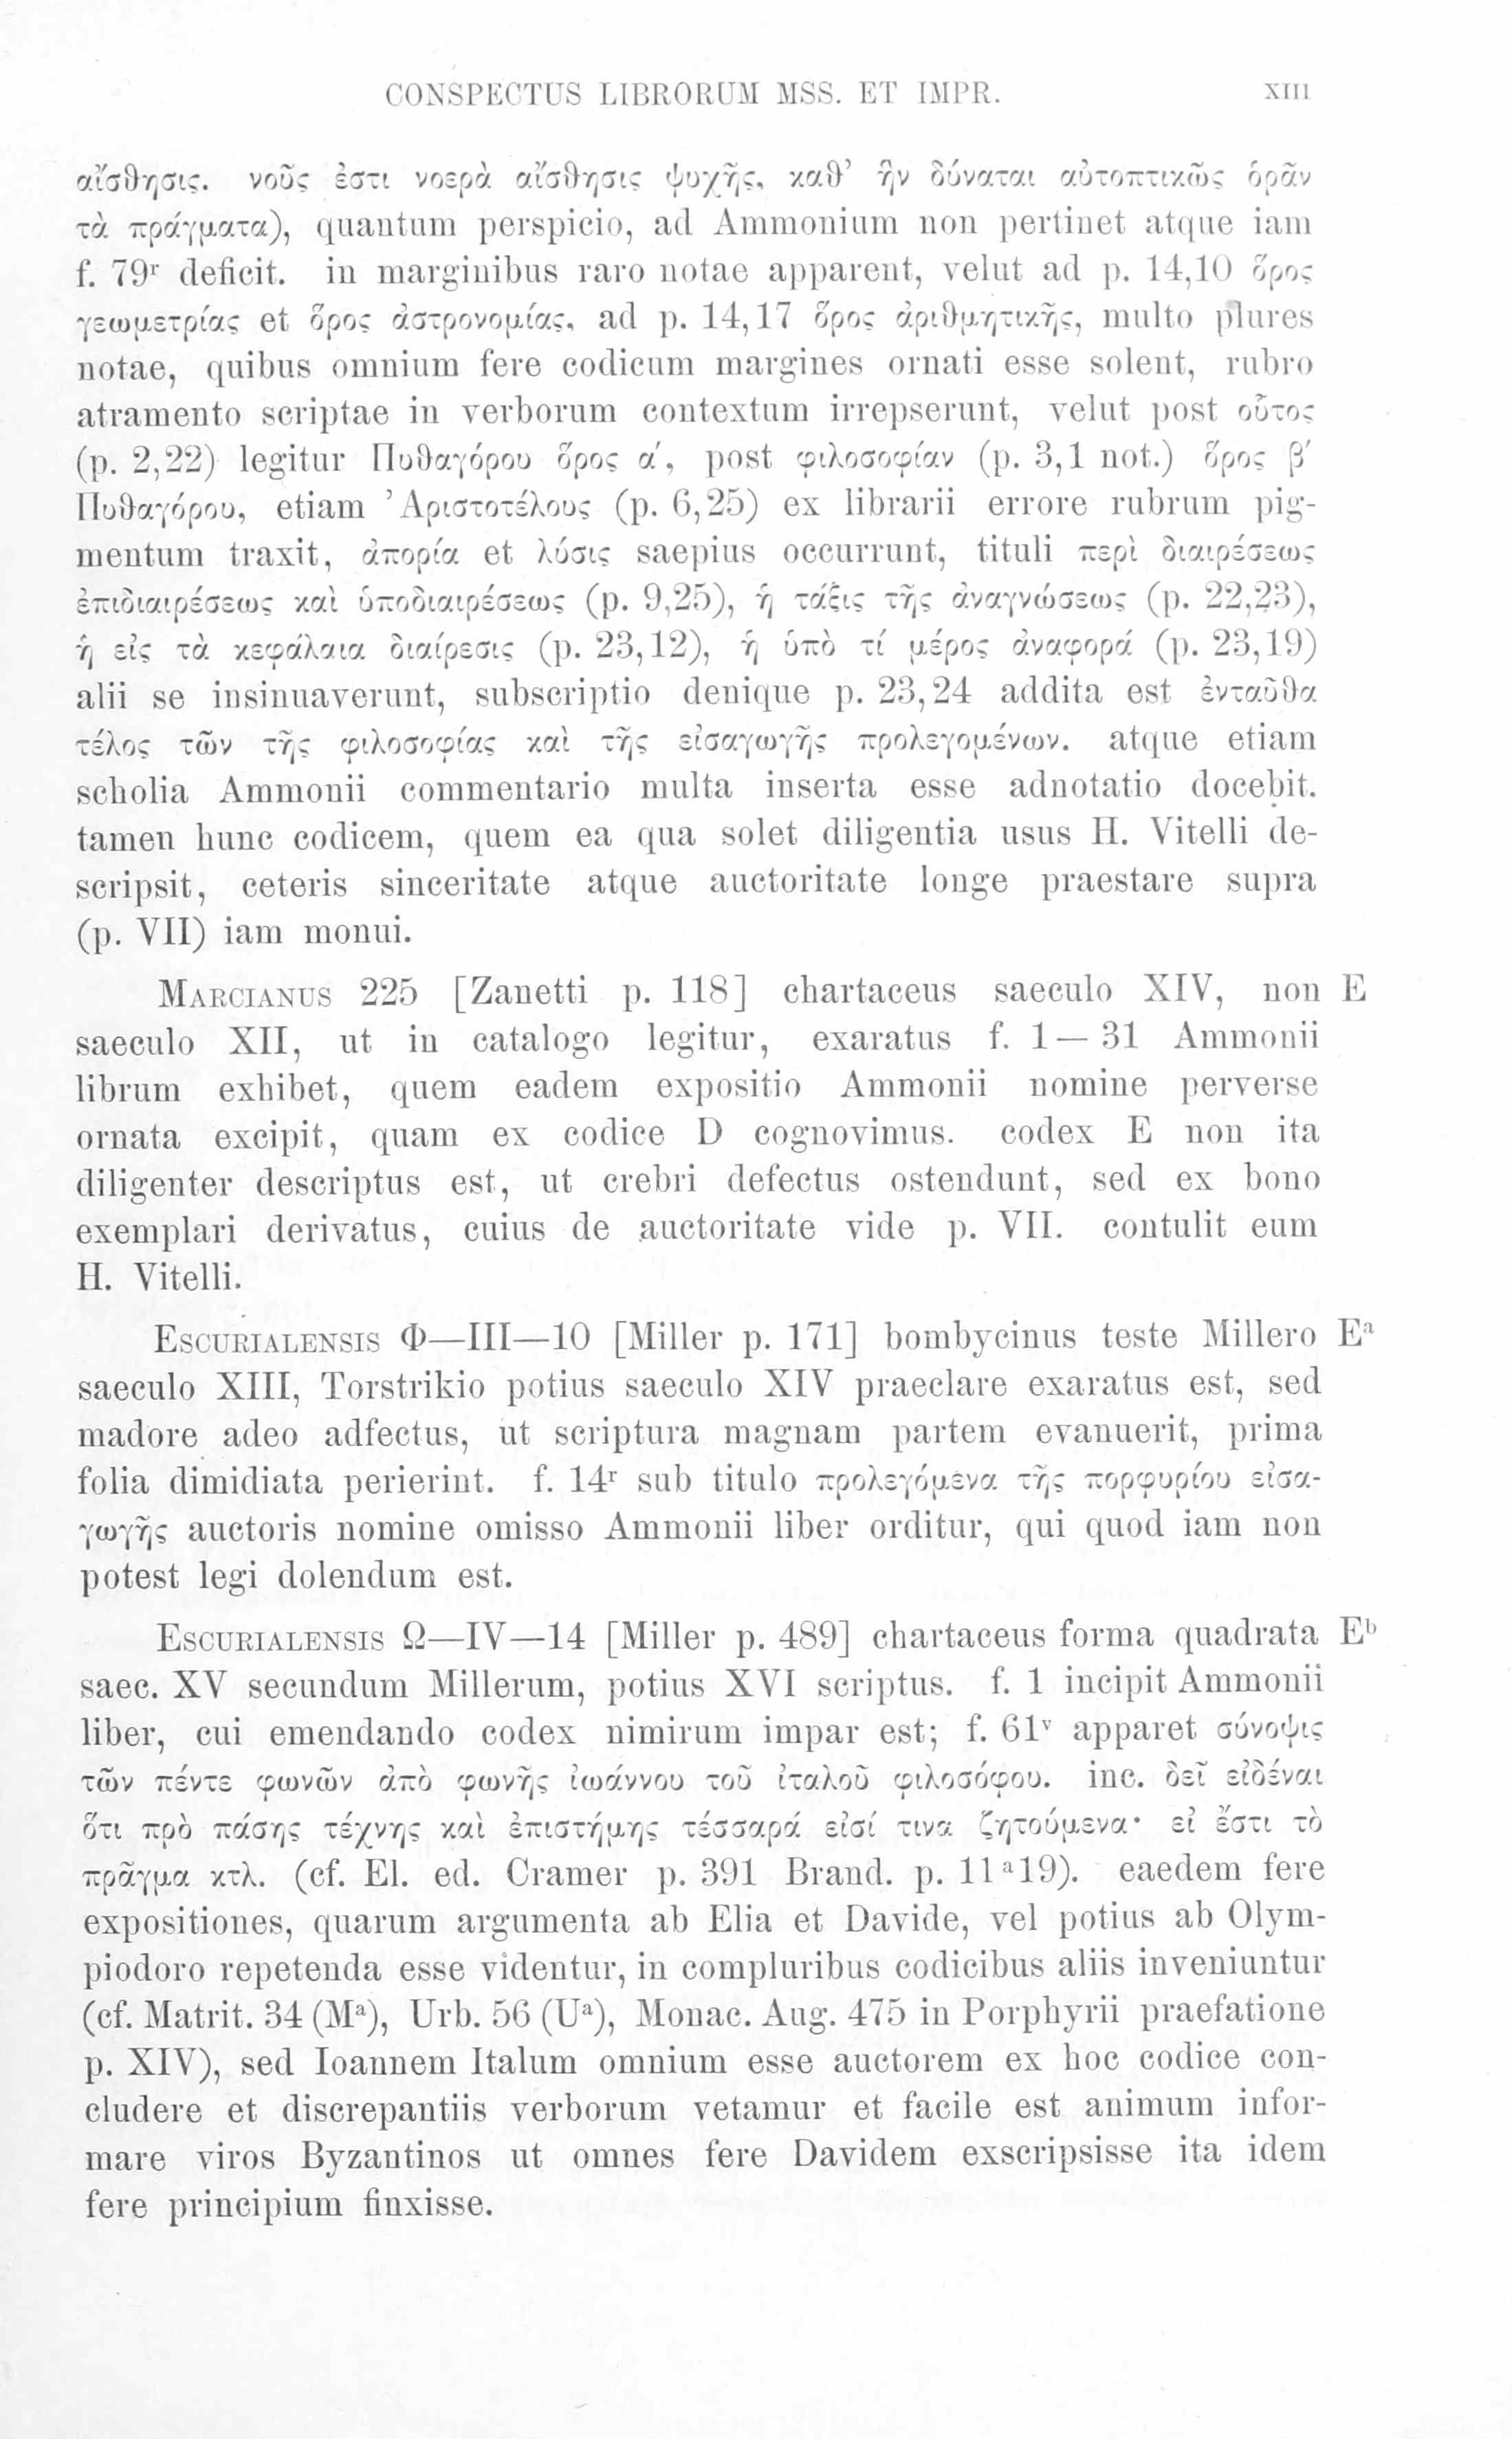 CONSPECTUS LIBRORUM MSS. ET IMPR. XIII
αἴσθησις. νοῦς ἐστι νοερὰ αἴσθησις ψυχῆς, καθ’ ἣν δύναται αὐτοπτικῶς ὁρᾶν
τὰ πράγματα), quantum perspicio, ad Ammonium non pertinet atque iam
f. 79ʳ deficit. in marginibus raro notae apparent, velut ad p. 14,10 ὅρος
γεωμετρίας et ὅρος ἀστρονομίας, ad p. 14,17 ὅρος ἀριθμητικῆς, multo plures
notae, quibus omnium fere codicum margines ornati esse solent, rubro
atramento scriptae in verborum contextum irrepserunt, velut post οὗτος
(p. 2,22) legitur Πυθαγόρου ὅρος α′, post φιλοσοφίαν (p. 3,1 not.) ὅρος β′
Πυθαγόρου, etiam ᾿Αριστοτέλους (p. 6,25) ex librarii errore rubrum pig-
mentum traxit, ἀπορία et λύσις saepius occurrunt, tituli περὶ διαιρέσεως
ἐπιδιαιρέσεως καὶ ὑποδιαιρέσεως (p. 9,25), ἡ τάξις τῆς ἀναγνώσεως (p. 22,23),
ἡ εἰς τὰ κεφάλαια διαίρεσις (p. 23,12), ἡ ὑπὸ τί μέρος ἀναφορά (p. 23,19)
alii se insinuaverunt, subscriptio denique p. 23,24 addita est ἐνταῦθα
τέλος τῶν τῆς φιλοσοφίας καὶ τῆς εἰσαγωγῆς προλεγομένων. atque etiam
scholia Ammonii commentario multa inserta esse adnotatio docebit.
tamen hunc codicem, quem ea qua solet diligentia usus H. Vitelli de-
scripsit, ceteris sinceritate atque auctoritate longe praestare supra
(p. VII) iam monui.
MARCIANUS 225 [Zanetti p. 118] chartaceus saeculo XIV, non E
saeculo XII, ut in catalogo legitur, exaratus f. 1—31 Ammonii
librum exhibet, quem eadem expositio Ammonii nomine perverse
ornata excipit, quam ex codice D cognovimus. codex E non ita
diligenter descriptus est, ut crebri defectus ostendunt, sed ex bono
exemplari derivatus, cuius de auctoritate vide p. VII. contulit eum
H. Vitelli.
ESCURIALENSIS Φ—III—10 [Miller p. 171] bombycinus teste Millero Eᵃ
saeculo XIII, Torstrikio potius saeculo XIV praeclare exaratus est, sed
madore adeo adfectus, ut scriptura magnam partem evanuerit, prima
folia dimidiata perierint. f. 14ʳ sub titulo προλεγόμενα τῆς πορφυρίου εἰσα-
γωγῆς auctoris nomine omisso Ammonii liber orditur, qui quod iam non
potest legi dolendum est.
ESCURIALENSIS Ω—IV—14 [Miller p. 489] chartaceus forma quadrata Eᵇ
saec. XV secundum Millerum, potius XVI scriptus. f. 1 incipit Ammonii
liber, cui emendando codex nimirum impar est; f. 61ᵛ apparet σύνοψις
τῶν πέντε φωνῶν ἀπὸ φωνῆς ἰωάννου τοῦ ἰταλοῦ φιλοσόφου. inc. δεῖ εἰδέναι
ὅτι πρὸ πάσης τέχνης καὶ ἐπιστήμης τέσσαρά εἰσί τινα ζητούμενα· εἰ ἔστι τὸ
πρᾶγμα κτλ. (cf. El. ed. Cramer p. 391 Brand. p. 11ᵃ19). eaedem fere
expositiones, quarum argumenta ab Elia et Davide, vel potius ab Olym-
piodoro repetenda esse videntur, in compluribus codicibus aliis inveniuntur
(cf. Matrit. 34 (Mᵃ), Urb. 56 (Uᵃ), Monac. Aug. 475 in Porphyrii praefatione
p. XIV), sed Ioannem Italum omnium esse auctorem ex hoc codice con-
cludere et discrepantiis verborum vetamur et facile est animum infor-
mare viros Byzantinos ut omnes fere Davidem exscripsisse ita idem
fere principium finxisse.